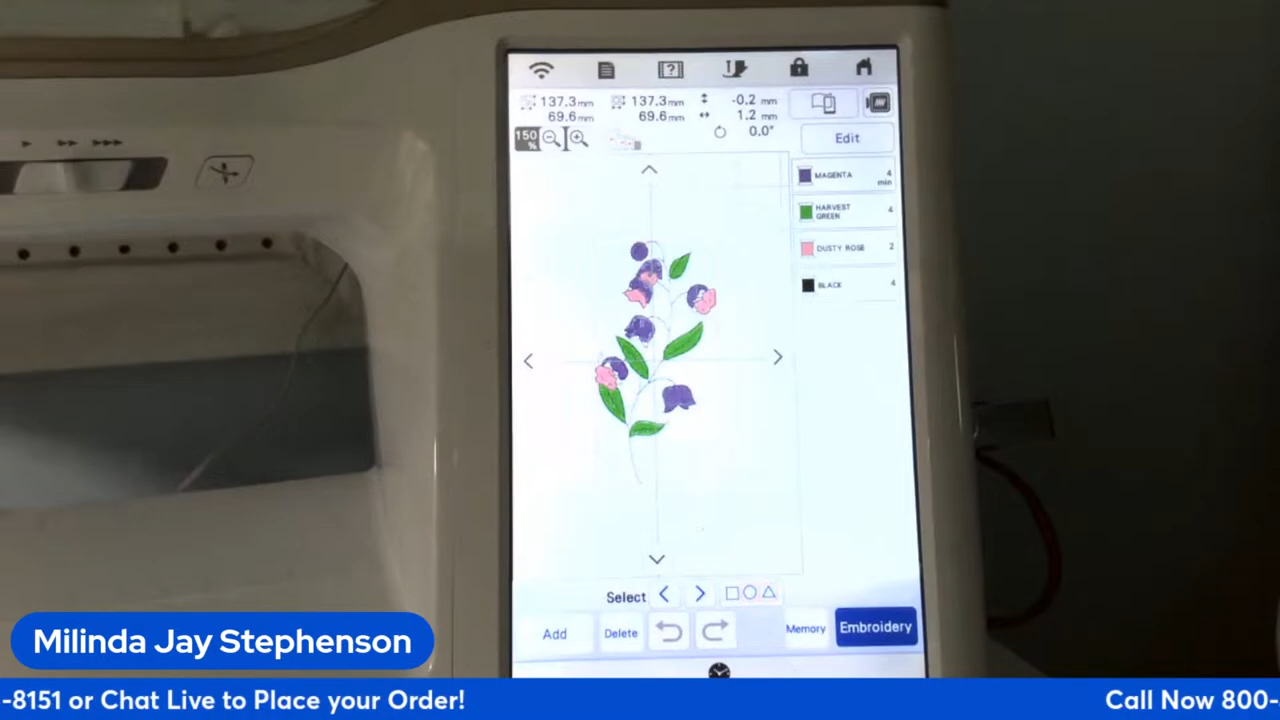 137.3 mm
69.6 mm
137.3 mm
69.6 mm
-0.2 mm
1.2 mm
0.0°
150 %
Edit
MAGENTA 4 min
HARVEST GREEN 4
DUSTY ROSE 2
BLACK 4
Select
Add
Delete
Memory
Embroidery
Milinda Jay Stephenson
-8151 or Chat Live to Place your Order!
Call Now 800-